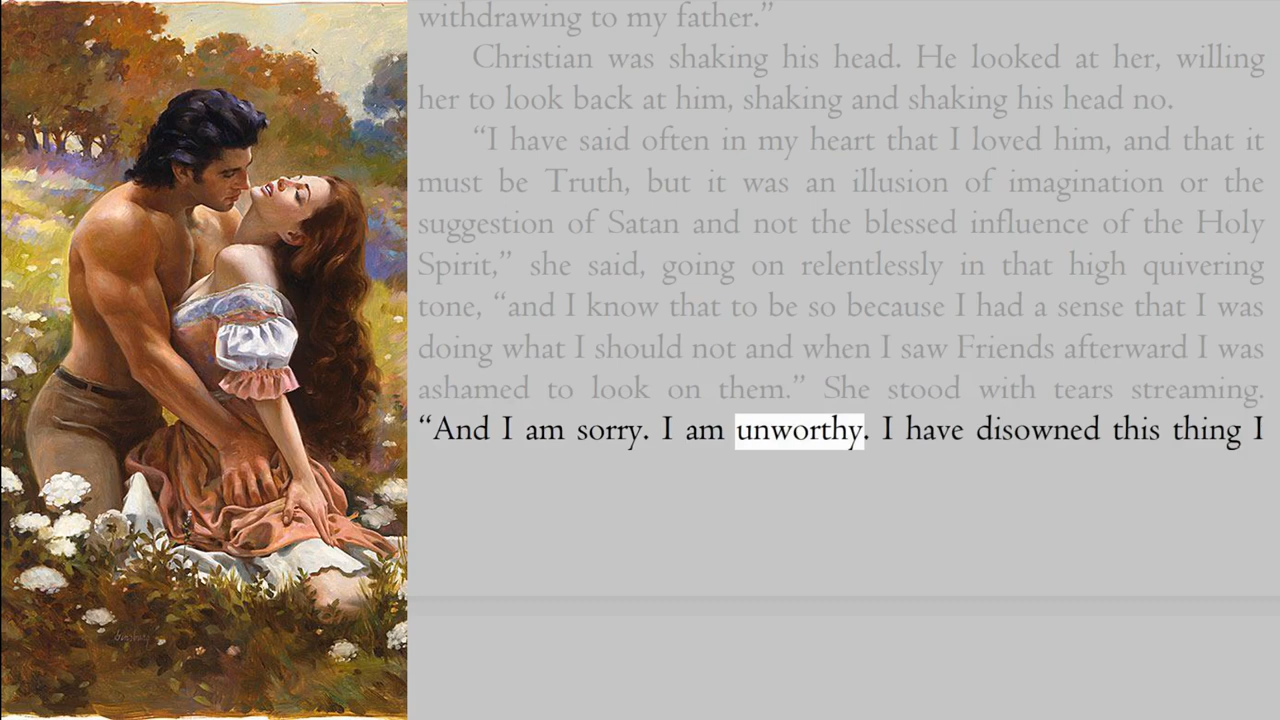 withdrawing to my father.”
Christian was shaking his head. He looked at her, willing
her to look back at him, shaking and shaking his head no.
“I have said often in my heart that I loved him, and that it
must be Truth, but it was an illusion of imagination or the
suggestion of Satan and not the blessed influence of the Holy
Spirit,” she said, going on relentlessly in that high quivering
tone, “and I know that to be so because I had a sense that I was
doing what I should not and when I saw Friends afterward I was
ashamed to look on them.” She stood with tears streaming.
“And I am sorry. I am unworthy. I have disowned this thing I